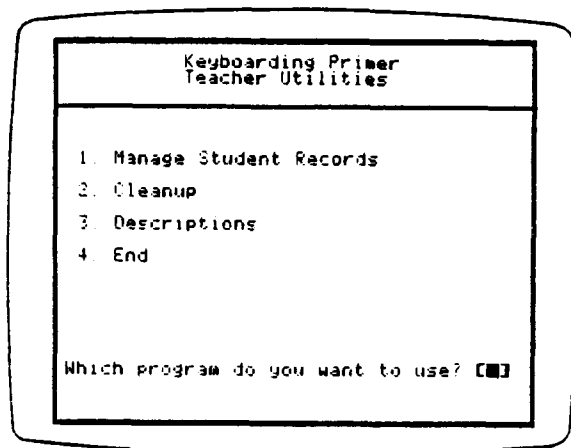 Keyboarding Primer
Teacher Utilities
1. Manage Student Records
2. Cleanup
3. Descriptions
4. End
Which program do you want to use? [■]